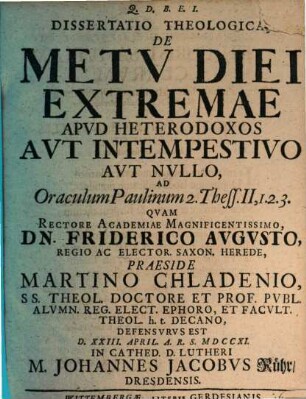 Q. D. B. E. I.
DISSERTATIO THEOLOGICA,
DE
METV DIEI
EXTREMAE
APVD HETERODOXOS
AVT INTEMPESTIVO
AVT NVLLO,
AD
Oraculum Paulinum 2. Thess. II, 1. 2. 3.
QVAM
RECTORE ACADEMIAE MAGNIFICENTISSIMO,
DN. FRIDERICO AVGVSTO,
REGIO AC ELECTOR. SAXON. HEREDE,
PRAESIDE
MARTINO CHLADENIO,
SS. THEOL. DOCTORE ET PROF. PVBL.
ALVMN. REG. ELECT. EPHORO, ET FACVLT.
THEOL. h. t. DECANO,
DEFENSVRVS EST
D. XXIII. APRIL. A. R. S. MDCCXI.
IN CATHED. D. LUTHERI
M. JOHANNES JACOBVS Rühr,
DRESDENSIS.
WITTEMBERGÆ, LITERIS GERDESIANIS.